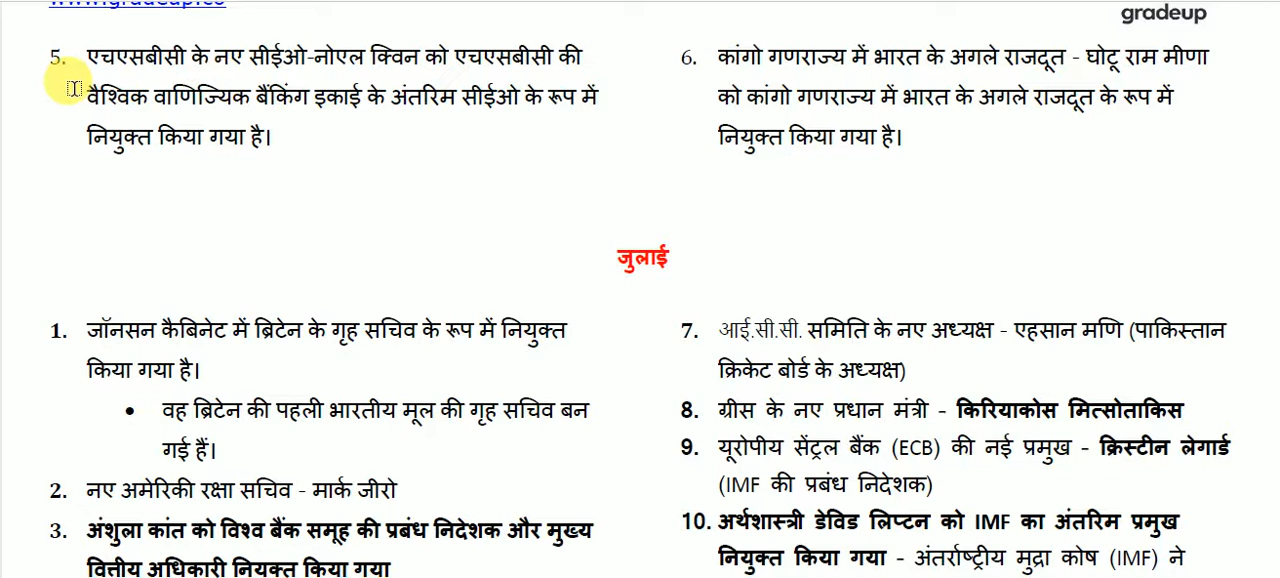 gradeup
5. एचएसबीसी के नए सीईओ-नोएल क्विन को एचएसबीसी की
वैश्विक वाणिज्यिक बैंकिंग इकाई के अंतरिम सीईओ के रूप में
नियुक्त किया गया है।
6. कांगो गणराज्य में भारत के अगले राजदूत - घोटू राम मीणा
को कांगो गणराज्य में भारत के अगले राजदूत के रूप में
नियुक्त किया गया है।
जुलाई
1. जॉनसन कैबिनेट में ब्रिटेन के गृह सचिव के रूप में नियुक्त
किया गया है।
• वह ब्रिटेन की पहली भारतीय मूल की गृह सचिव बन
गई हैं।
2. नए अमेरिकी रक्षा सचिव - मार्क जीरो
3. अंशुला कांत को विश्व बैंक समूह की प्रबंध निदेशक और मुख्य
वित्तीय अधिकारी नियुक्त किया गया
7. आई.सी.सी. समिति के नए अध्यक्ष - एहसान मणि (पाकिस्तान
क्रिकेट बोर्ड के अध्यक्ष)
8. ग्रीस के नए प्रधान मंत्री - किरियाकोस मित्सोताकिस
9. यूरोपीय सेंट्रल बैंक (ECB) की नई प्रमुख - क्रिस्टीन लेगार्ड
(IMF की प्रबंध निदेशक)
10. अर्थशास्त्री डेविड लिप्टन को IMF का अंतरिम प्रमुख
नियुक्त किया गया - अंतर्राष्ट्रीय मुद्रा कोष (IMF) ने